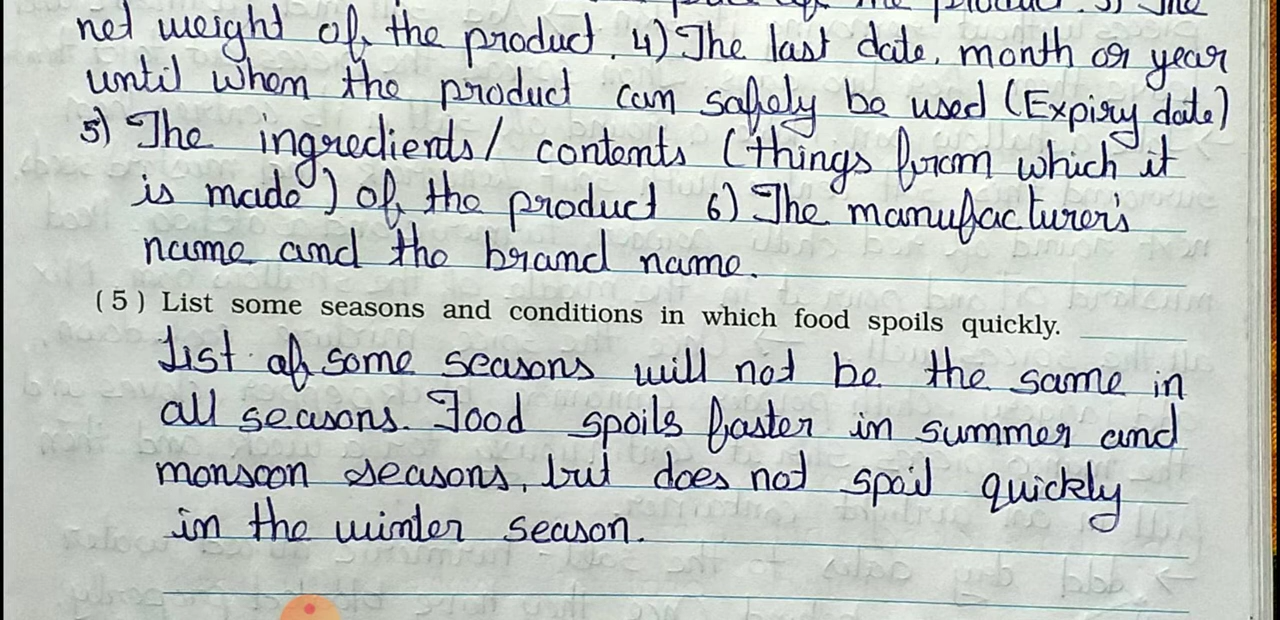 net weight of the product. 4) The last date, month or year
until when the product can safely be used (Expiry date)
5) The ingredients / contents (things from which it
is made) of the product 6) The manufacturer's
name and the brand name.
(5) List some seasons and conditions in which food spoils quickly.
List of some seasons will not be the same in
all seasons. Food spoils faster in summer and
monsoon seasons, but does not spoil quickly
in the winter season.